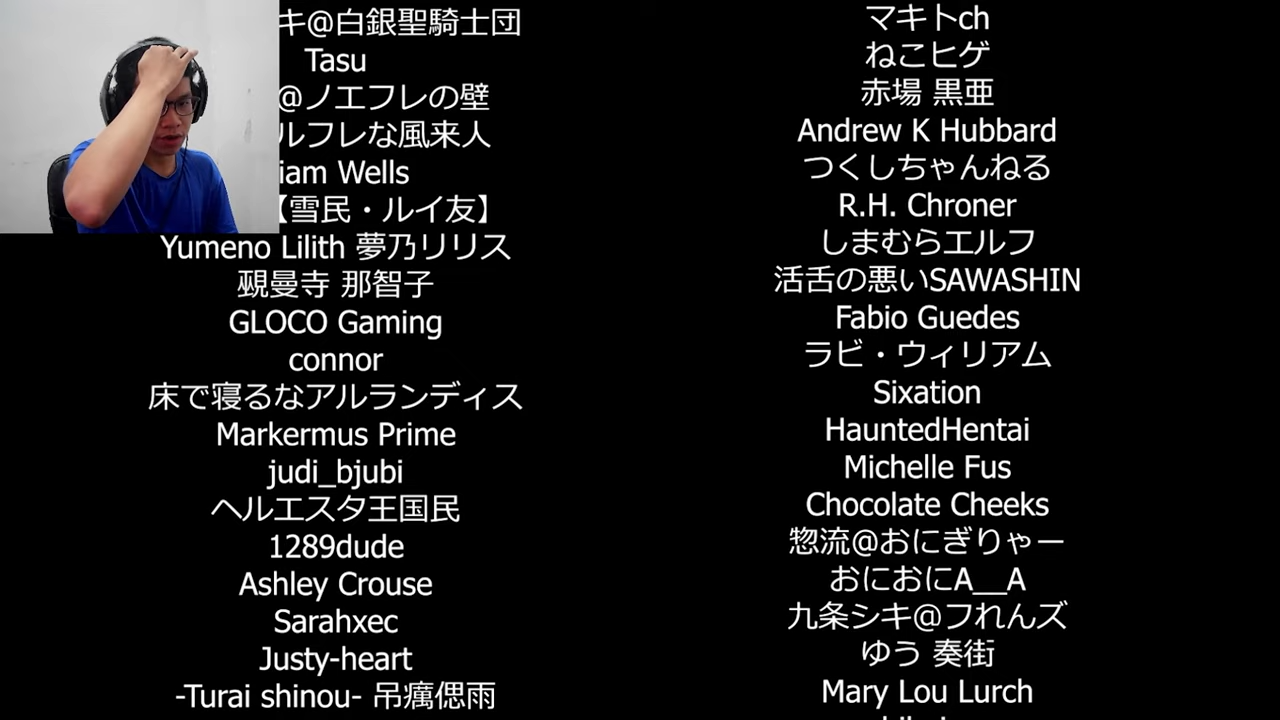 キ@白銀聖騎士団
Tasu
@ノエフレの壁
ルフレな風来人
iam Wells
【雪民・ルイ友】
Yumeno Lilith 夢乃リリス
覡曼寺 那智子
GLOCO Gaming
connor
床で寝るなアルランディス
Markermus Prime
judi_bjubi
ヘルエスタ王国民
1289dude
Ashley Crouse
Sarahxec
Justy-heart
-Turai shinou- 吊癘偲雨
マキトch
ねこヒゲ
赤場 黒亜
Andrew K Hubbard
つくしちゃんねる
R.H. Chroner
しまむらエルフ
活舌の悪いSAWASHIN
Fabio Guedes
ラビ・ウィリアム
Sixation
HauntedHentai
Michelle Fus
Chocolate Cheeks
惣流@おにぎりゃー
おにおにA__A
九条シキ@フれんズ
ゆう 奏街
Mary Lou Lurch